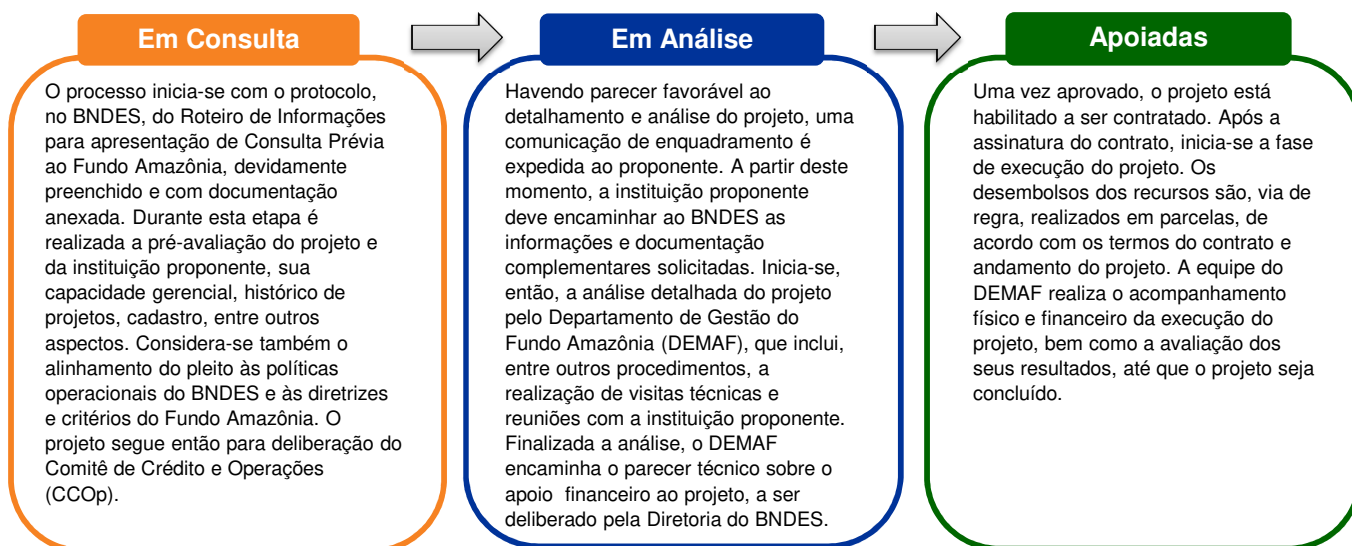 Em Consulta
O processo inicia-se com o protocolo,
no BNDES, do Roteiro de Informações
para apresentação de Consulta Prévia
ao Fundo Amazônia, devidamente
preenchido e com documentação
anexada. Durante esta etapa é
realizada a pré-avaliação do projeto e
da instituição proponente, sua
capacidade gerencial, histórico de
projetos, cadastro, entre outros
aspectos. Considera-se também o
alinhamento do pleito às políticas
operacionais do BNDES e às diretrizes
e critérios do Fundo Amazônia. O
projeto segue então para deliberação do
Comitê de Crédito e Operações
(CCOp).
Em Análise
Havendo parecer favorável ao
detalhamento e análise do projeto, uma
comunicação de enquadramento é
expedida ao proponente. A partir deste
momento, a instituição proponente
deve encaminhar ao BNDES as
informações e documentação
complementares solicitadas. Inicia-se,
então, a análise detalhada do projeto
pelo Departamento de Gestão do
Fundo Amazônia (DEMAF), que inclui,
entre outros procedimentos, a
realização de visitas técnicas e
reuniões com a instituição proponente.
Finalizada a análise, o DEMAF
encaminha o parecer técnico sobre o
apoio financeiro ao projeto, a ser
deliberado pela Diretoria do BNDES.
Apoiadas
Uma vez aprovado, o projeto está
habilitado a ser contratado. Após a
assinatura do contrato, inicia-se a fase
de execução do projeto. Os
desembolsos dos recursos são, via de
regra, realizados em parcelas, de
acordo com os termos do contrato e
andamento do projeto. A equipe do
DEMAF realiza o acompanhamento
físico e financeiro da execução do
projeto, bem como a avaliação dos
seus resultados, até que o projeto seja
concluído.